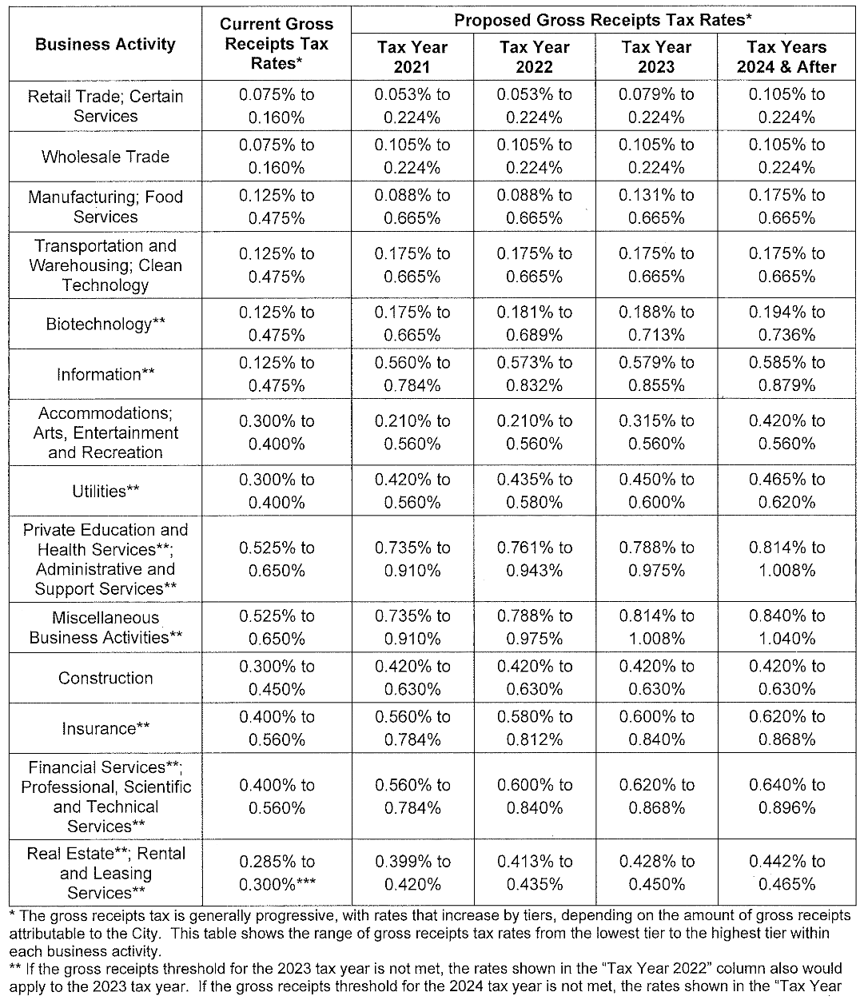 Business Activity
Current Gross
Receipts Tax
Rates*
Proposed Gross Receipts Tax Rates*
Tax Year
2021
Tax Year
2022
Tax Year
2023
Tax Years
2024 & After
Retail Trade; Certain
Services
0.075% to
0.160%
0.053% to
0.224%
0.053% to
0.224%
0.079% to
0.224%
0.105% to
0.224%
Wholesale Trade
0.075% to
0.160%
0.105% to
0.224%
0.105% to
0.224%
0.105% to
0.224%
0.105% to
0.224%
Manufacturing; Food
Services
0.125% to
0.475%
0.088% to
0.665%
0.088% to
0.665%
0.131% to
0.665%
0.175% to
0.665%
Transportation and
Warehousing; Clean
Technology
0.125% to
0.475%
0.175% to
0.665%
0.175% to
0.665%
0.175% to
0.665%
0.175% to
0.665%
Biotechnology**
0.125% to
0.475%
0.175% to
0.665%
0.181% to
0.689%
0.188% to
0.713%
0.194% to
0.736%
Information**
0.125% to
0.475%
0.560% to
0.784%
0.573% to
0.832%
0.579% to
0.855%
0.585% to
0.879%
Accommodations;
Arts, Entertainment
and Recreation
0.300% to
0.400%
0.210% to
0.560%
0.210% to
0.560%
0.315% to
0.560%
0.420% to
0.560%
Utilities**
0.300% to
0.400%
0.420% to
0.560%
0.435% to
0.580%
0.450% to
0.600%
0.465% to
0.620%
Private Education and
Health Services**;
Administrative and
Support Services**
0.525% to
0.650%
0.735% to
0.910%
0.761% to
0.943%
0.788% to
0.975%
0.814% to
1.008%
Miscellaneous
Business Activities**
0.525% to
0.650%
0.735% to
0.910%
0.788% to
0.975%
0.814% to
1.008%
0.840% to
1.040%
Construction
0.300% to
0.450%
0.420% to
0.630%
0.420% to
0.630%
0.420% to
0.630%
0.420% to
0.630%
Insurance**
0.400% to
0.560%
0.560% to
0.784%
0.580% to
0.812%
0.600% to
0.840%
0.620% to
0.868%
Financial Services**;
Professional, Scientific
and Technical
Services**
0.400% to
0.560%
0.560% to
0.784%
0.600% to
0.840%
0.620% to
0.868%
0.640% to
0.896%
Real Estate**; Rental
and Leasing
Services**
0.285% to
0.300%***
0.399% to
0.420%
0.413% to
0.435%
0.428% to
0.450%
0.442% to
0.465%
* The gross receipts tax is generally progressive, with rates that increase by tiers, depending on the amount of gross receipts
attributable to the City. This table shows the range of gross receipts tax rates from the lowest tier to the highest tier within
each business activity.
** If the gross receipts threshold for the 2023 tax year is not met, the rates shown in the "Tax Year 2022" column also would
apply to the 2023 tax year. If the gross receipts threshold for the 2024 tax year is not met, the rates shown in the "Tax Year